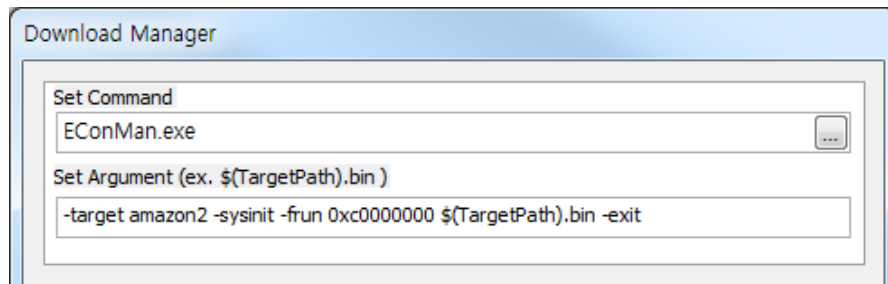 Download Manager
Set Command
EConMan.exe
...
Set Argument (ex. $(TargetPath).bin )
-target amazon2 -sysinit -frun 0xc0000000 $(TargetPath).bin -exit